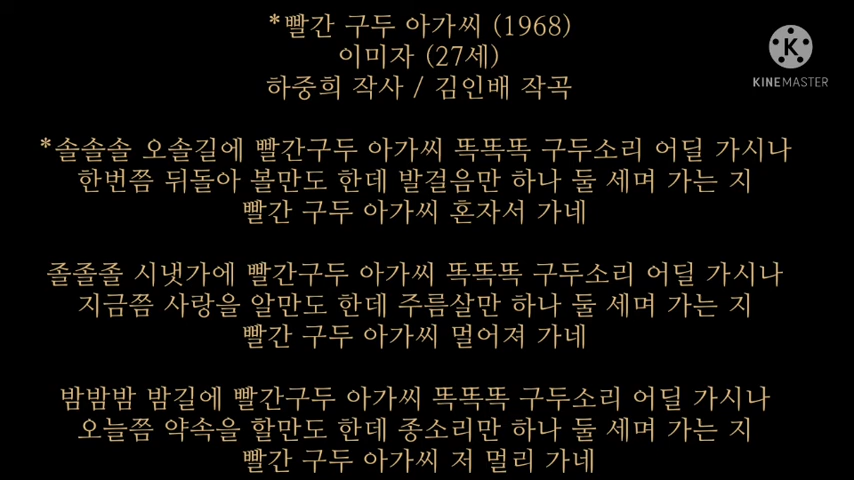 *빨간 구두 아가씨 (1968)
이미자 (27세)
하중희 작사 / 김인배 작곡
K
KINEMASTER
*솔솔솔 오솔길에 빨간구두 아가씨 똑똑똑 구두소리 어딜 가시나
한번쯤 뒤돌아 볼만도 한데 발걸음만 하나 둘 세며 가는 지
빨간 구두 아가씨 혼자서 가네
졸졸졸 시냇가에 빨간구두 아가씨 똑똑똑 구두소리 어딜 가시나
지금쯤 사랑을 알만도 한데 주름살만 하나 둘 세며 가는 지
빨간 구두 아가씨 멀어져 가네
밤밤밤 밤길에 빨간구두 아가씨 똑똑똑 구두소리 어딜 가시나
오늘쯤 약속을 할만도 한데 종소리만 하나 둘 세며 가는 지
빨간 구두 아가씨 저 멀리 가네